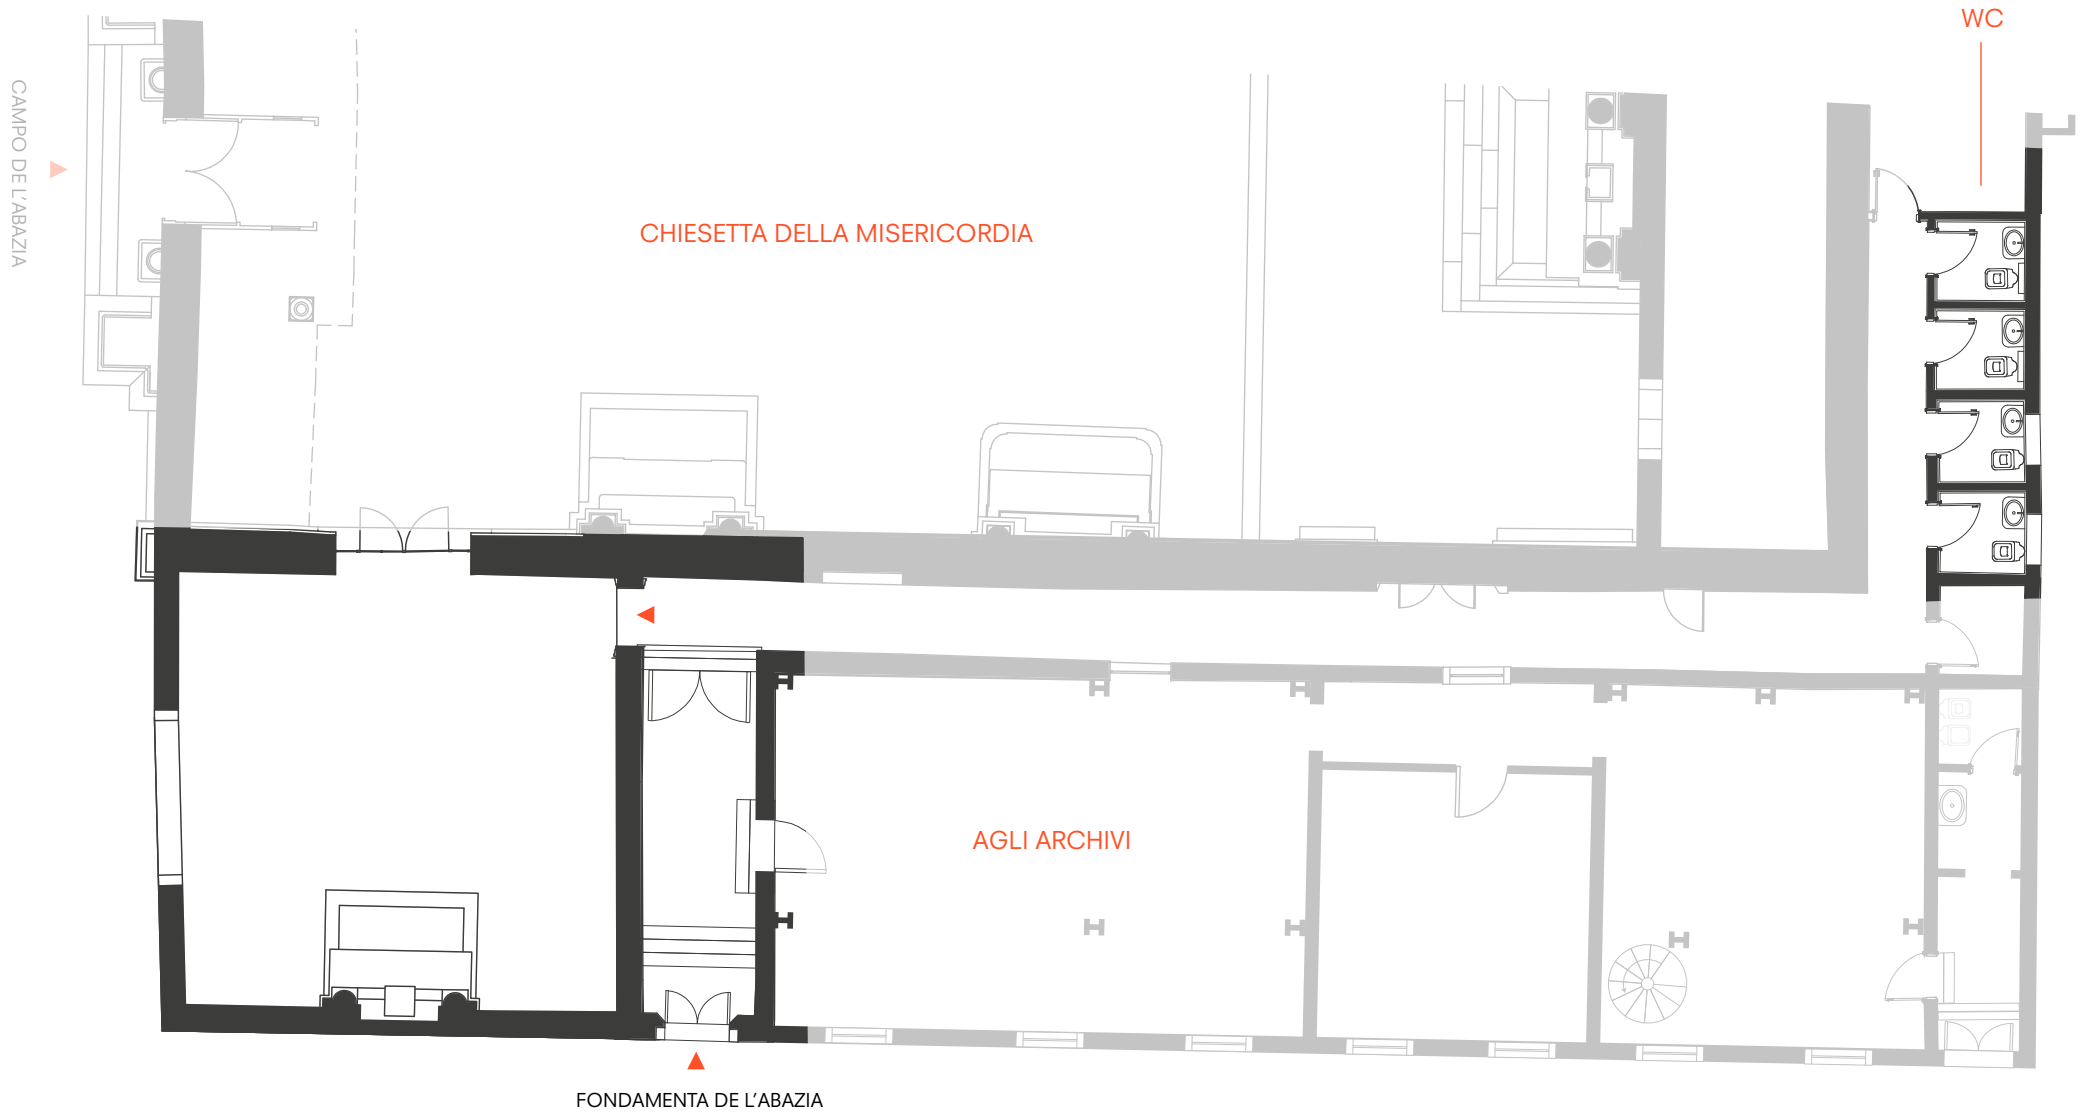 WC
CAMPO DE L'ABAZIA
CHIESETTA DELLA MISERICORDIA
AGLI ARCHIVI
FONDAMENTA DE L'ABAZIA